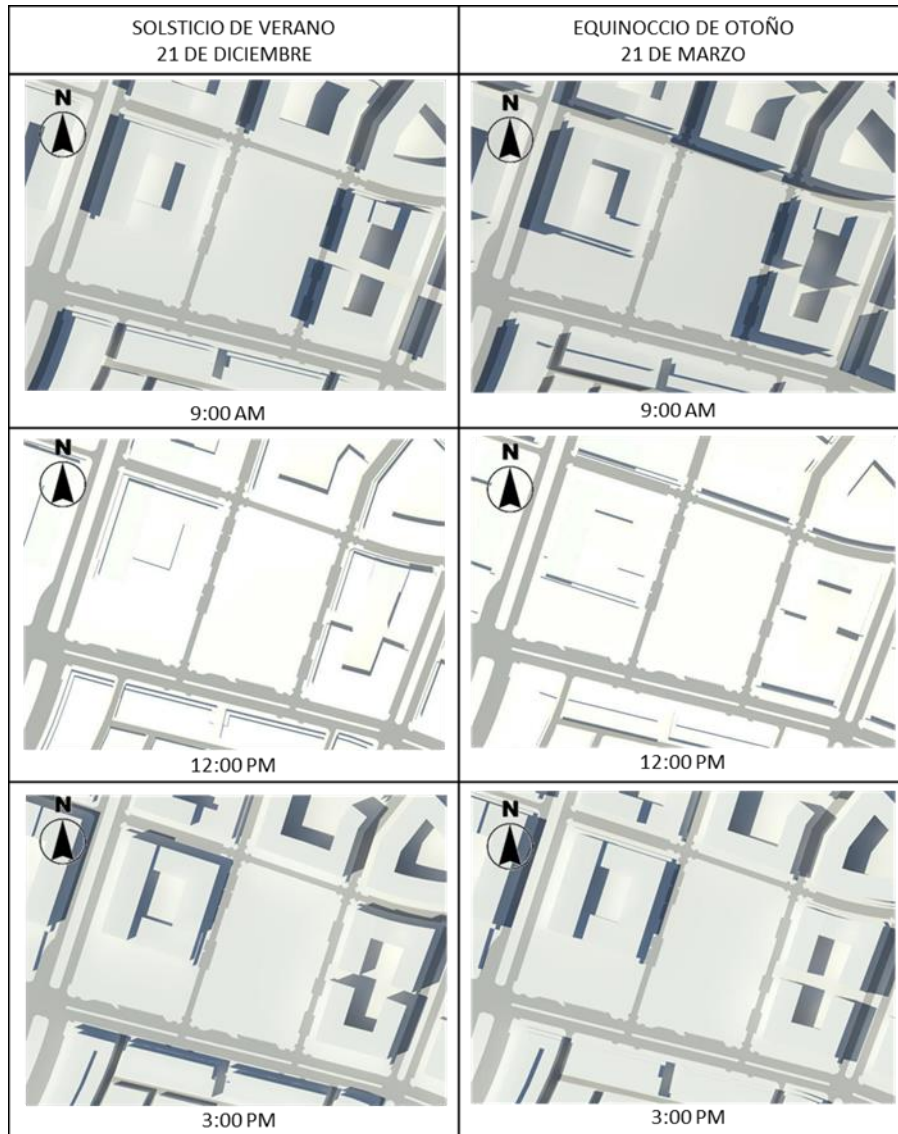 SOLSTICIO DE VERANO
21 DE DICIEMBRE
EQUINOCCIO DE OTOÑO
21 DE MARZO
N
N
9:00 AM
9:00 AM
N
N
12:00 PM
12:00 PM
N
N
3:00 PM
3:00 PM